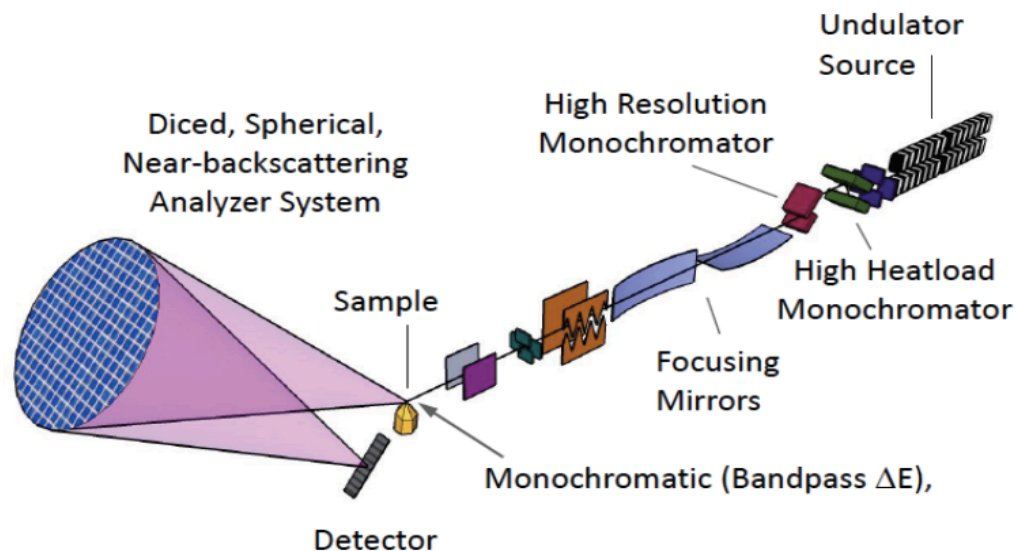 Undulator
Source
High Resolution
Monochromator
Diced, Spherical,
Near-backscattering
Analyzer System
High Heatload
Monochromator
Sample
Focusing
Mirrors
Monochromatic (Bandpass ΔE),
Detector